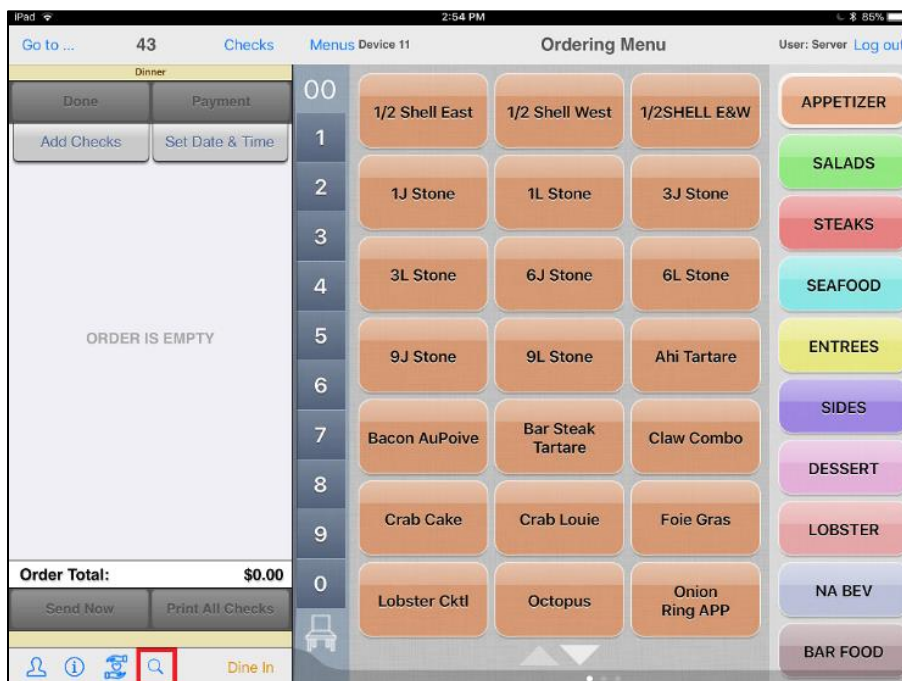 iPad 2:54 PM 85%
Go to ... 43 Checks Menus Device 11 Ordering Menu User: Server Log out
Dinner
Done Payment
Add Checks Set Date & Time
ORDER IS EMPTY
Order Total: $0.00
Send Now Print All Checks
Dine In
00
1
2
3
4
5
6
7
8
9
0
1/2 Shell East 1/2 Shell West 1/2SHELL E&W
1J Stone 1L Stone 3J Stone
3L Stone 6J Stone 6L Stone
9J Stone 9L Stone Ahi Tartare
Bacon AuPoive Bar Steak Tartare Claw Combo
Crab Cake Crab Louie Foie Gras
Lobster Cktl Octopus Onion Ring APP
APPETIZER
SALADS
STEAKS
SEAFOOD
ENTREES
SIDES
DESSERT
LOBSTER
NA BEV
BAR FOOD